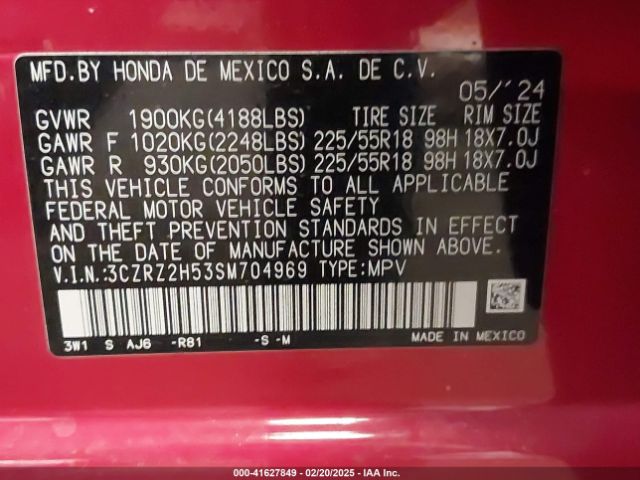 MFD.BY HONDA DE MEXICO S.A. DE C.V.
05/'24
GVWR 1900KG(4188LBS) TIRE SIZE RIM SIZE
GAWR F 1020KG(2248LBS) 225/55R18 98H 18X7.0J
GAWR R 930KG(2050LBS) 225/55R18 98H 18X7.0J
THIS VEHICLE CONFORMS TO ALL APPLICABLE
FEDERAL MOTOR VEHICLE SAFETY
AND THEFT PREVENTION STANDARDS IN EFFECT
ON THE DATE OF MANUFACTURE SHOWN ABOVE.
V.I.N.:3CZRZ2H53SM704969 TYPE:MPV
3W1 S AJ6 -R81 -S -M
MADE IN MEXICO
000-41627849 | 02/20/2025 | IAA Inc.